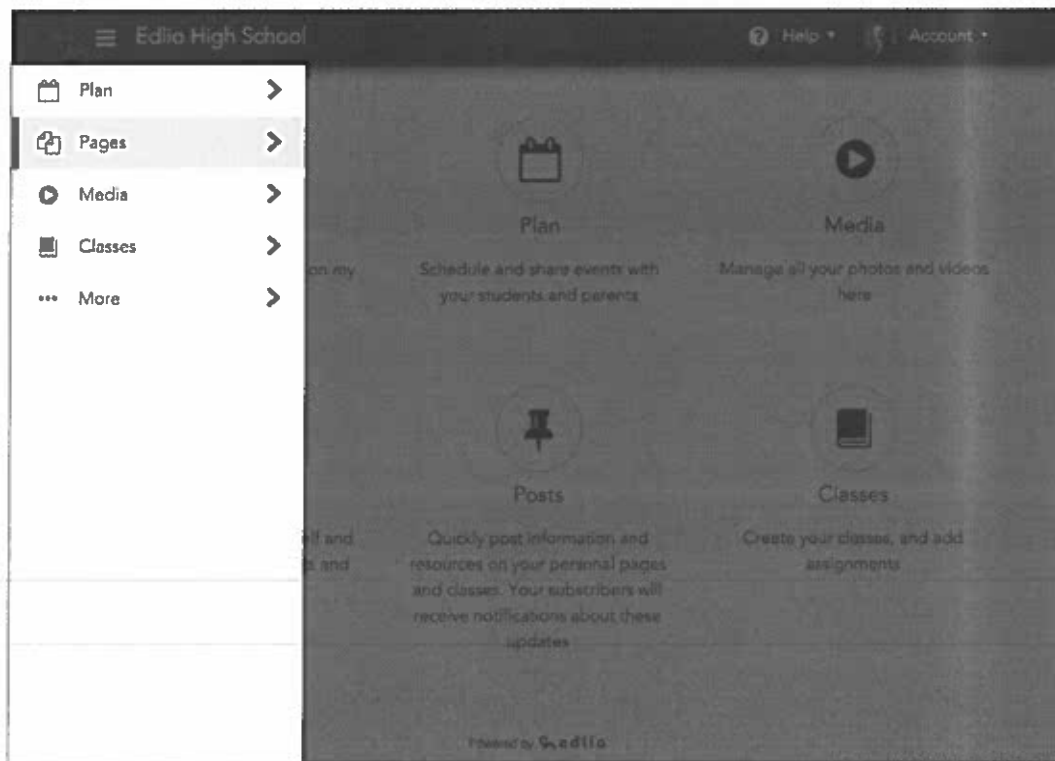 Edlio High School
Help
Account
Plan
Pages
Media
Classes
More
on my
Plan
Schedule and share events with
your students and parents
Media
Manage all your photos and videos
here
elf and
and
Posts
Quickly post information and
resources on your personal pages
and classes. Your subscribers will
receive notifications about these
updates
Classes
Create your classes, and add
assignments
Powered by edlio